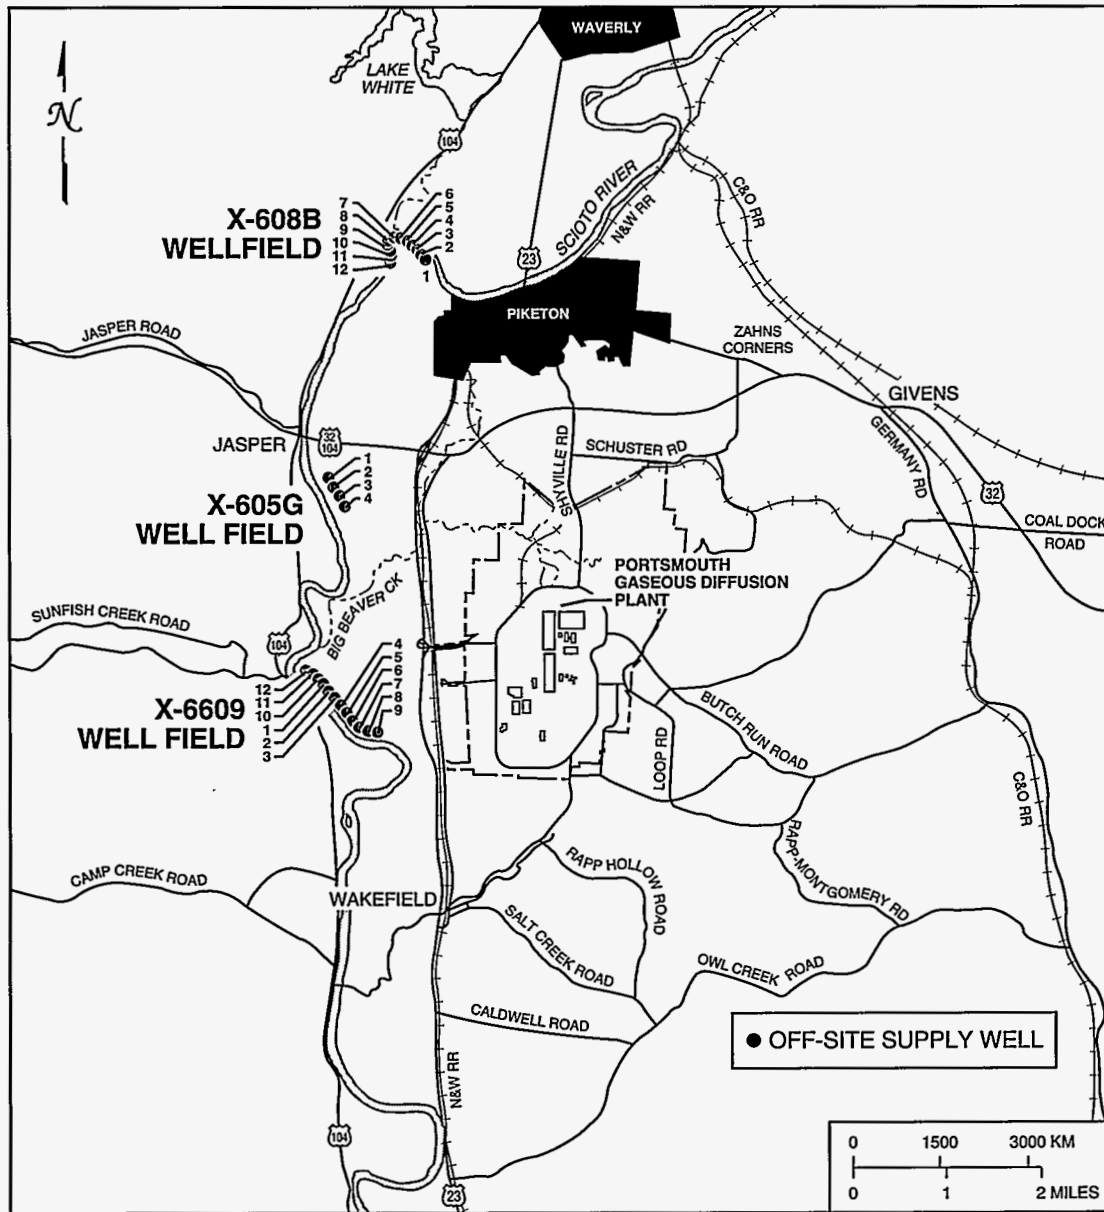 WAVERLY
LAKE
WHITE
N
104
SCIOTO RIVER
N&W RR
C&O RR
X-608B
WELLFIELD
7
8
9
10
11
12
6
5
4
3
2
1
23
PIKETON
JASPER ROAD
ZAHNS
CORNERS
GIVENS
JASPER
32
104
SHYVILLE RD
SCHUSTER RD
GERMANY RD
32
1
2
3
4
X-605G
WELL FIELD
COAL DOCK
ROAD
PORTSMOUTH
GASEOUS DIFFUSION
PLANT
BIG BEAVER CK
SUNFISH CREEK ROAD
104
4
5
6
7
8
9
12
11
10
1
2
3
X-6609
WELL FIELD
BUTCH RUN ROAD
LOOP RD
C&O RR
CAMP CREEK ROAD
WAKEFIELD
RAPP HOLLOW ROAD
RAPP-MONTGOMERY RD
SALT CREEK ROAD
OWL CREEK ROAD
CALDWELL ROAD
N&W RR
OFF-SITE SUPPLY WELL
104
23
0 1500 3000 KM
0 1 2 MILES